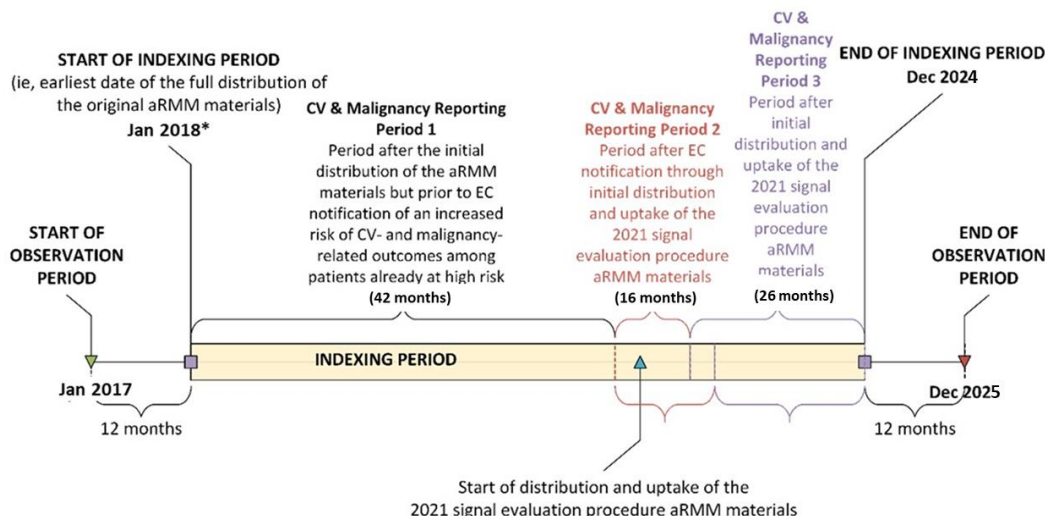 START OF INDEXING PERIOD
(ie, earliest date of the full distribution of
the original aRMM materials)
Jan 2018*
CV & Malignancy Reporting
Period 1
Period after the initial
distribution of the aRMM
materials but prior to EC
notification of an increased
risk of CV- and malignancy-
related outcomes among
patients already at high risk
(42 months)
CV & Malignancy
Reporting Period 2
Period after EC
notification through
initial distribution
and uptake of the
2021 signal
evaluation procedure
aRMM materials
(16 months)
CV &
Malignancy
Reporting
Period 3
Period after
initial
distribution and
uptake of the
2021 signal
evaluation
procedure
aRMM
materials
(26 months)
END OF INDEXING PERIOD
Dec 2024
START OF
OBSERVATION
PERIOD
END OF
OBSERVATION
PERIOD
INDEXING PERIOD
Jan 2017
Dec 2025
12 months
12 months
Start of distribution and uptake of the
2021 signal evaluation procedure aRMM materials